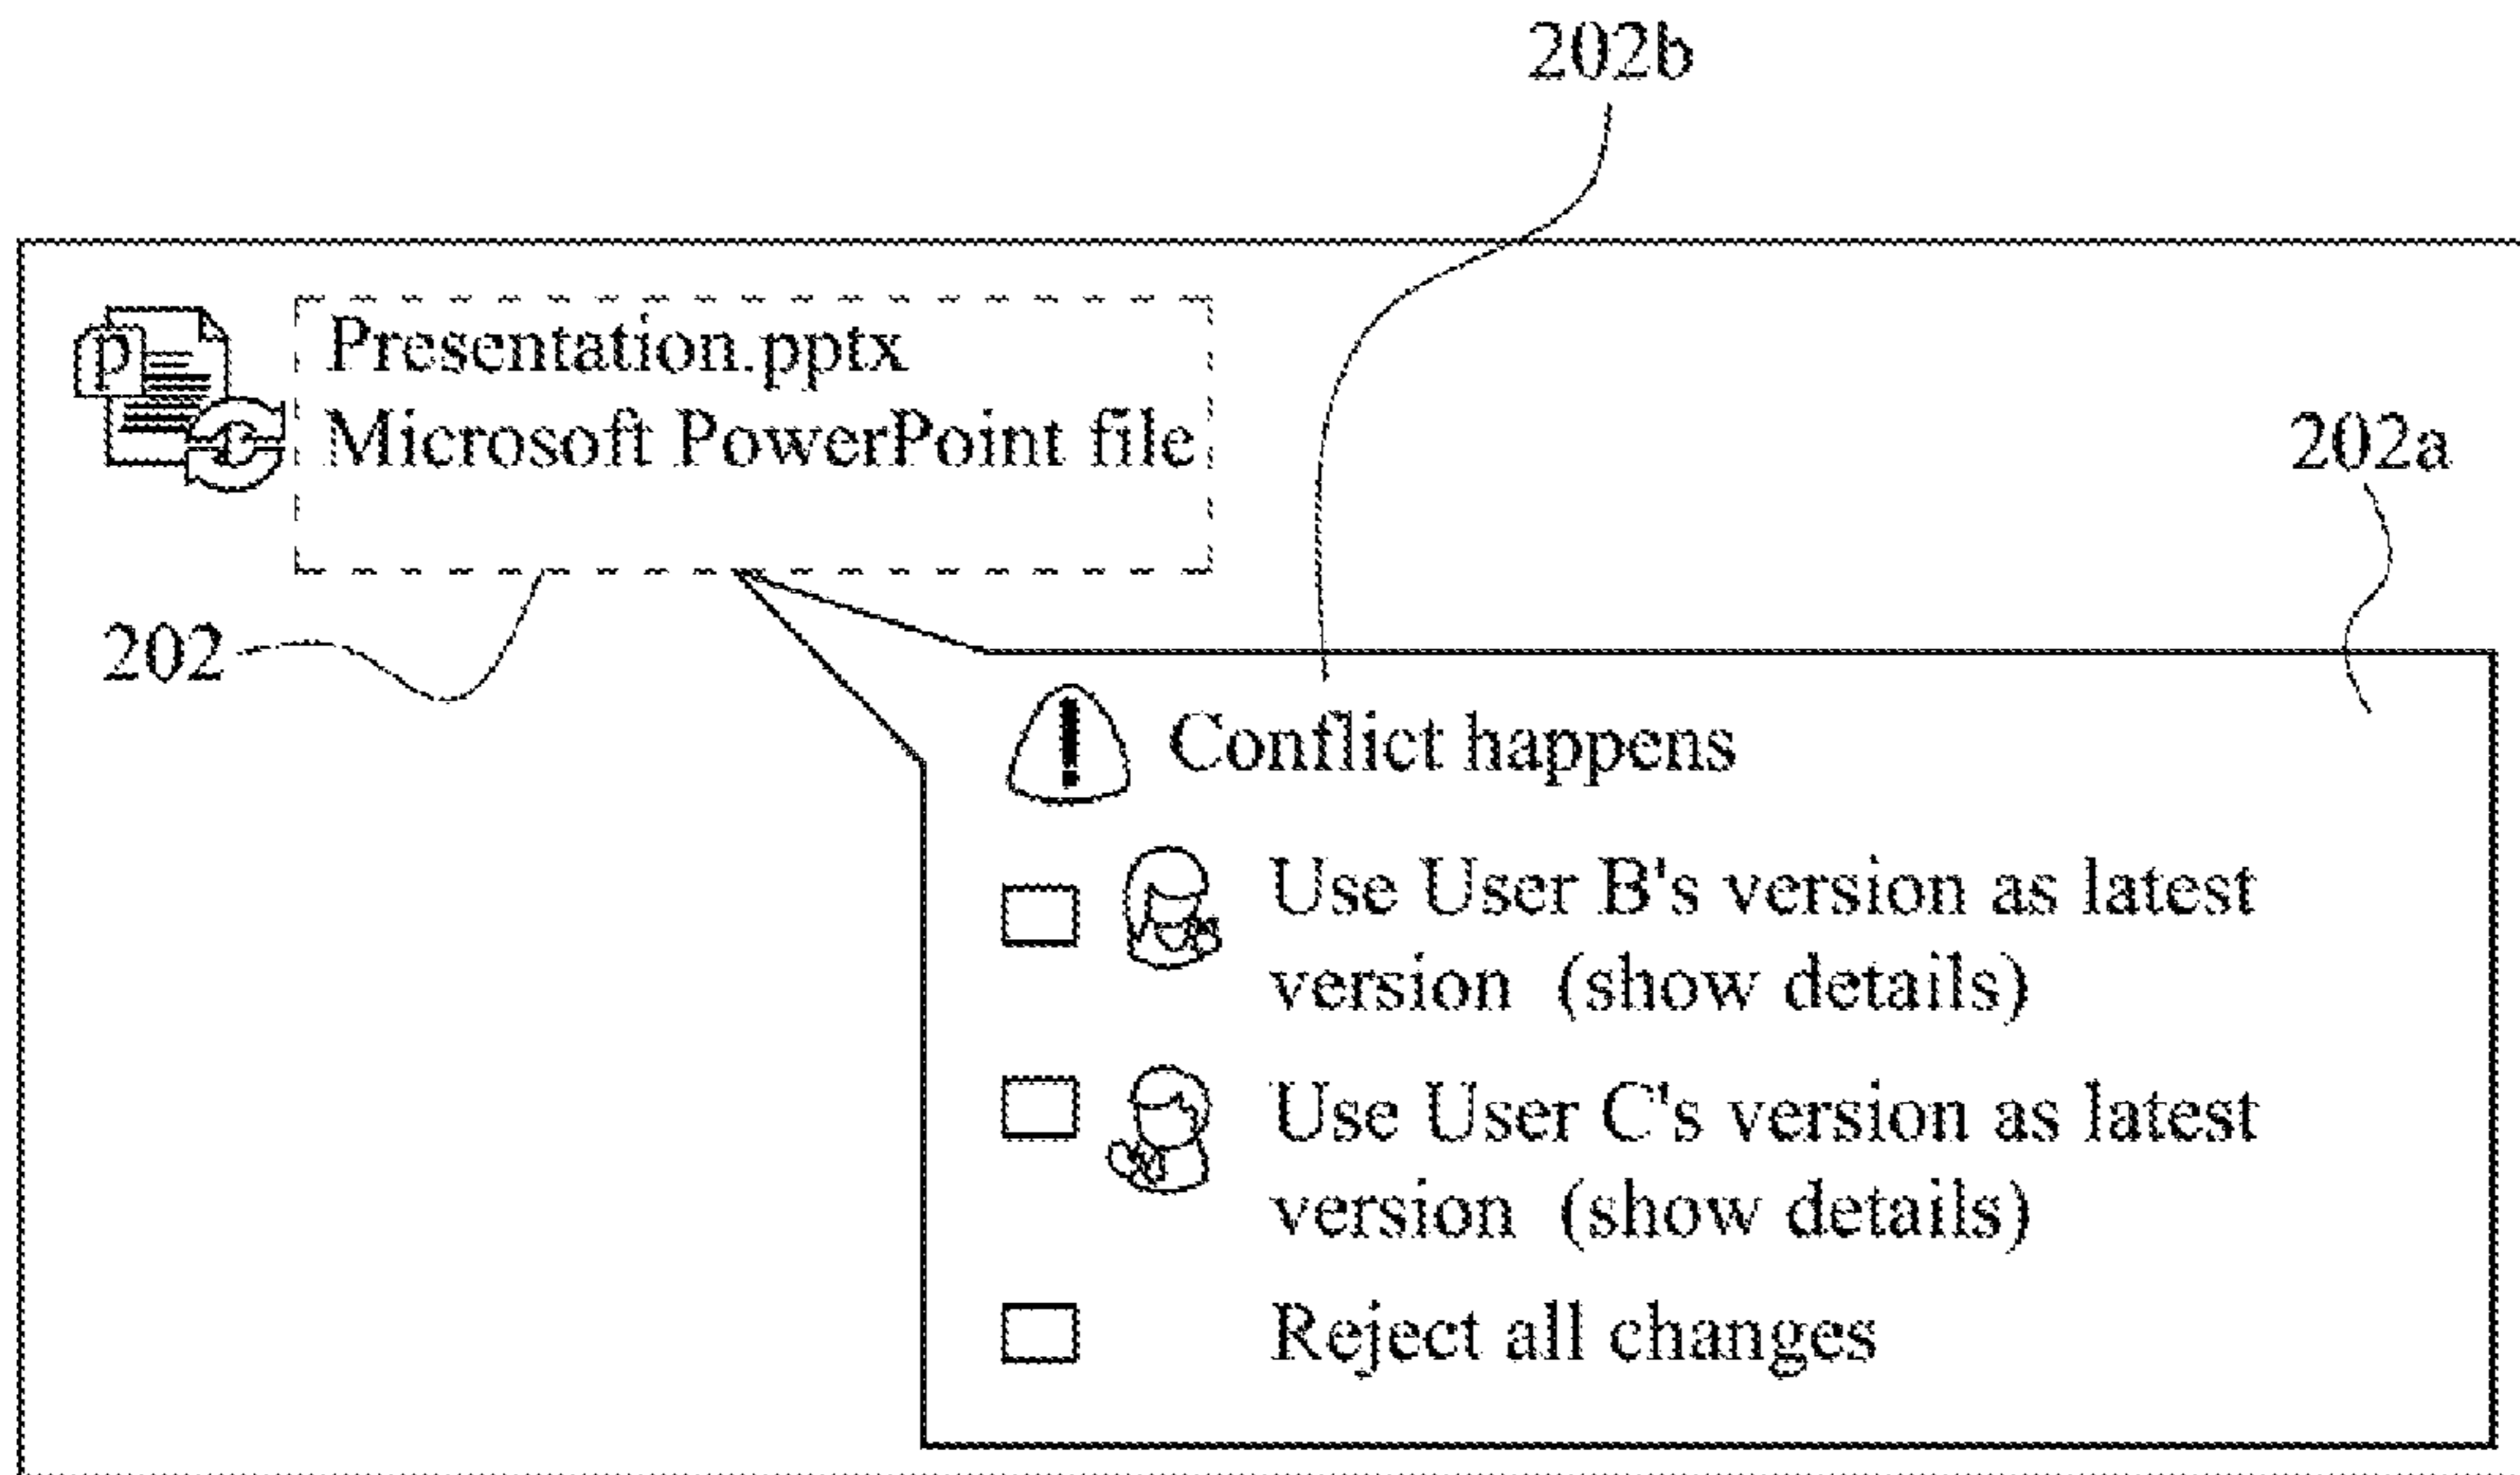 202b
P
Presentation.pptx
Microsoft PowerPoint file
202a
202
! Conflict happens
Use User B's version as latest
version (show details)
Use User C's version as latest
version (show details)
Reject all changes